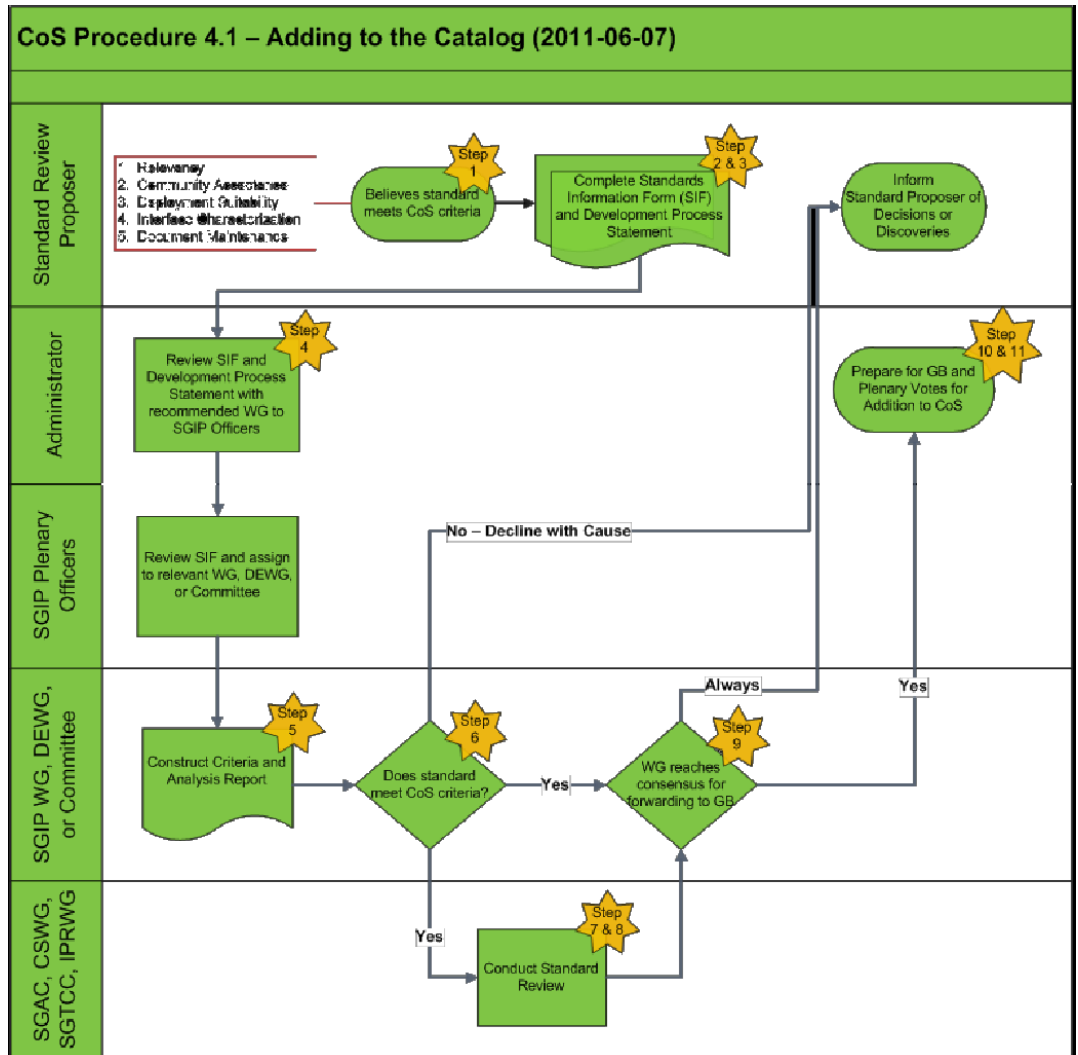 CoS Procedure 4.1 – Adding to the Catalog (2011-06-07)
Standard Review
Proposer
1. Relevancy
2. Community Acceptance
3. Deployment Suitability
4. Interface Characterization
5. Document Maintenance
Step
1
Believes standard
meets CoS criteria
Step
2 & 3
Complete Standards
Information Form (SIF)
and Development Process
Statement
Inform
Standard Proposer of
Decisions or
Discoveries
Administrator
Step
4
Review SIF and
Development Process
Statement with
recommended WG to
SGIP Officers
Step
10 & 11
Prepare for GB and
Plenary Votes for
Addition to CoS
SGIP Plenary
Officers
Review SIF and assign
to relevant WG, DEWG,
or Committee
No – Decline with Cause
SGIP WG, DEWG,
or Committee
Step
5
Construct Criteria and
Analysis Report
Step
6
Does standard
meet CoS criteria?
Yes
Always
Step
9
WG reaches
consensus for
forwarding to GB
Yes
SGAC, CSWG,
SGTCC, IPRWG
Yes
Step
7 & 8
Conduct Standard
Review